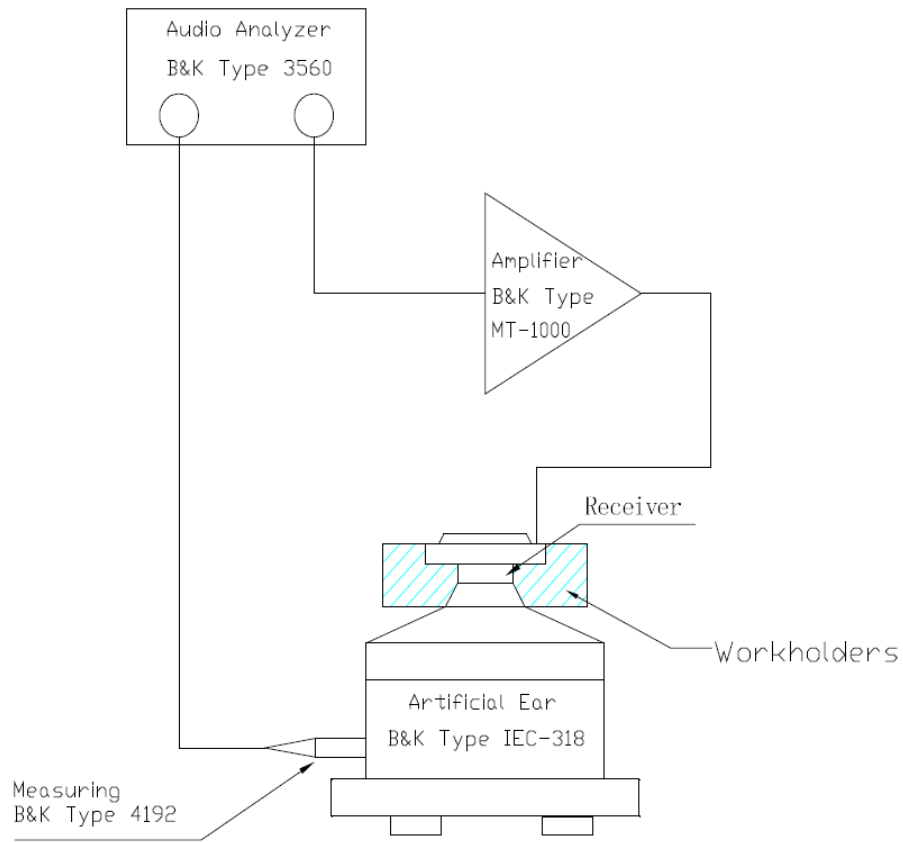 Audio Analyzer
B&K Type 3560
Amplifier
B&K Type
MT-1000
Receiver
Workholders
Artificial Ear
B&K Type IEC-318
Measuring
B&K Type 4192